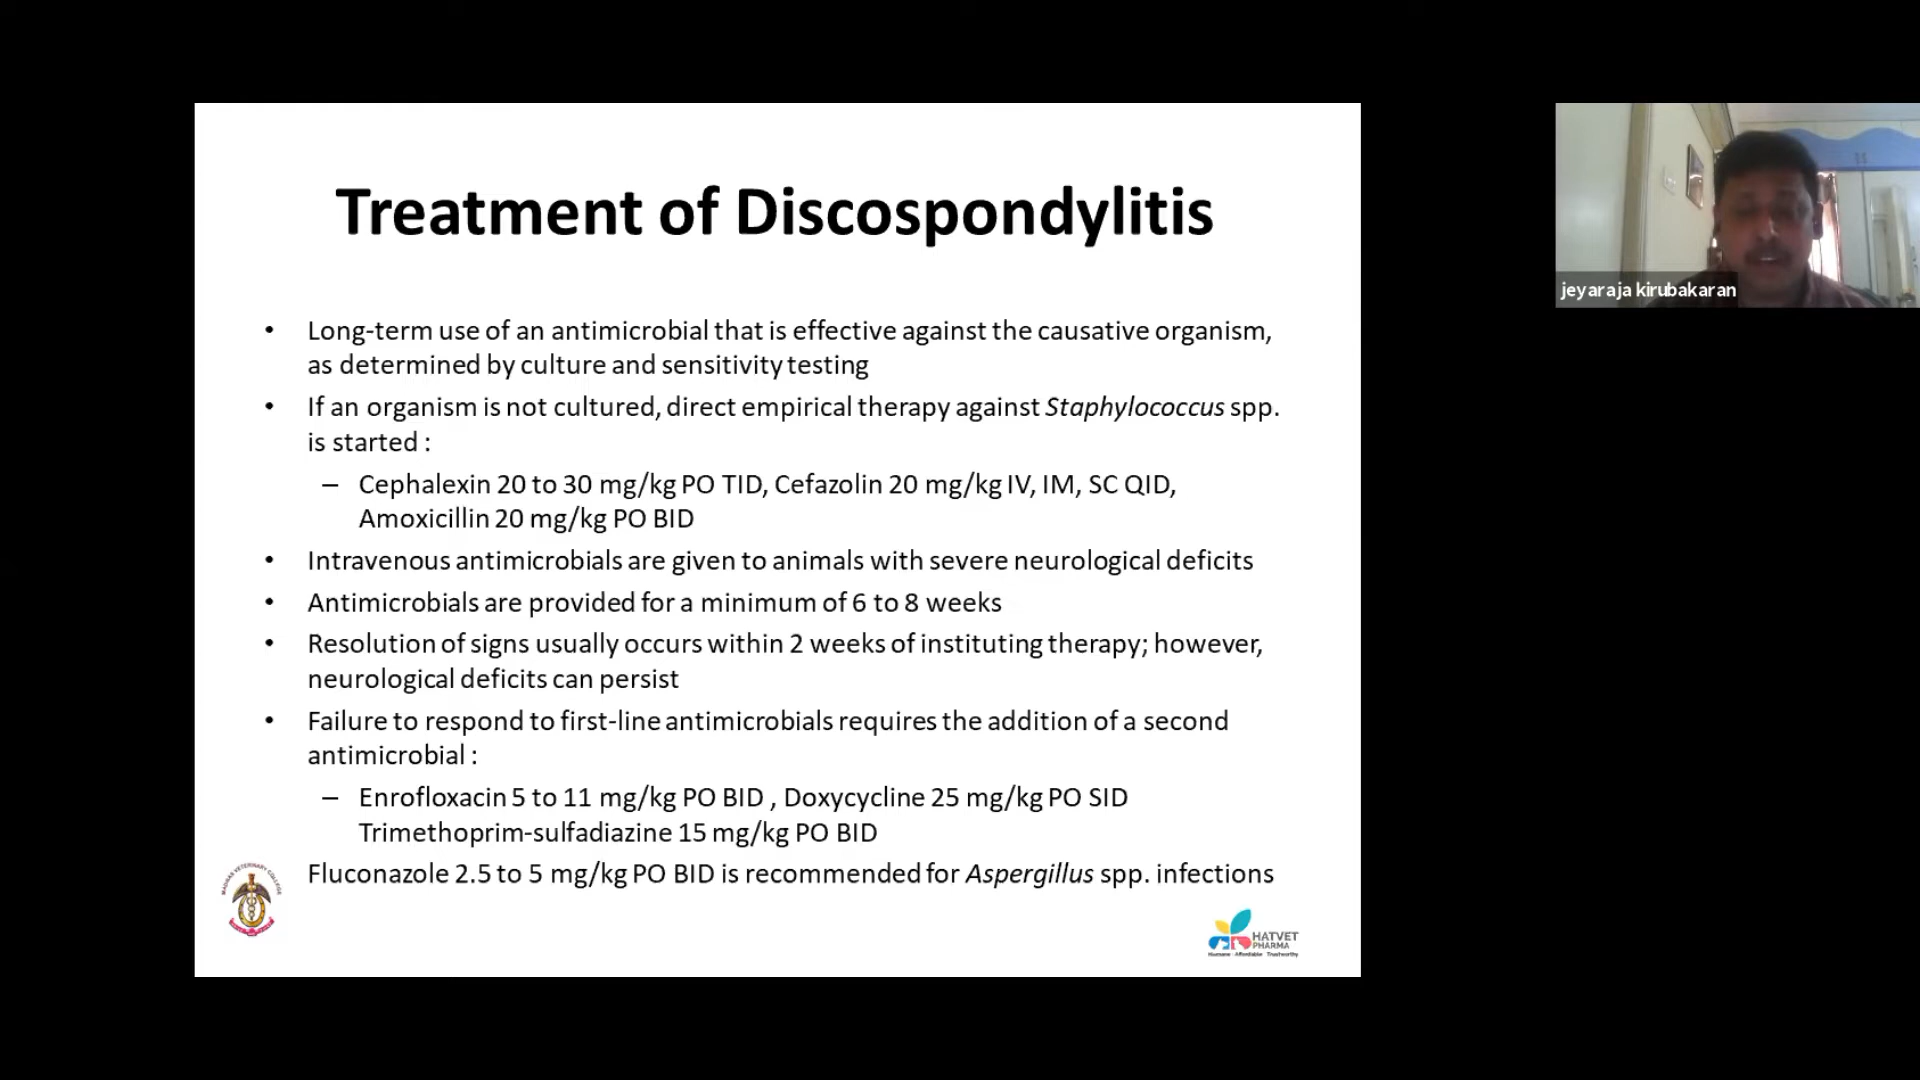 Treatment of Discospondylitis
jeyaraja kirubakaran
• Long-term use of an antimicrobial that is effective against the causative organism,
as determined by culture and sensitivity testing
• If an organism is not cultured, direct empirical therapy against Staphylococcus spp.
is started :
– Cephalexin 20 to 30 mg/kg PO TID, Cefazolin 20 mg/kg IV, IM, SC QID,
Amoxicillin 20 mg/kg PO BID
• Intravenous antimicrobials are given to animals with severe neurological deficits
• Antimicrobials are provided for a minimum of 6 to 8 weeks
• Resolution of signs usually occurs within 2 weeks of instituting therapy; however,
neurological deficits can persist
• Failure to respond to first-line antimicrobials requires the addition of a second
antimicrobial :
– Enrofloxacin 5 to 11 mg/kg PO BID , Doxycycline 25 mg/kg PO SID
Trimethoprim-sulfadiazine 15 mg/kg PO BID
Fluconazole 2.5 to 5 mg/kg PO BID is recommended for Aspergillus spp. infections
MADRAS VETERINARY COLLEGE
HATVET
PHARMA
Humane · Affordable · Trustworthy